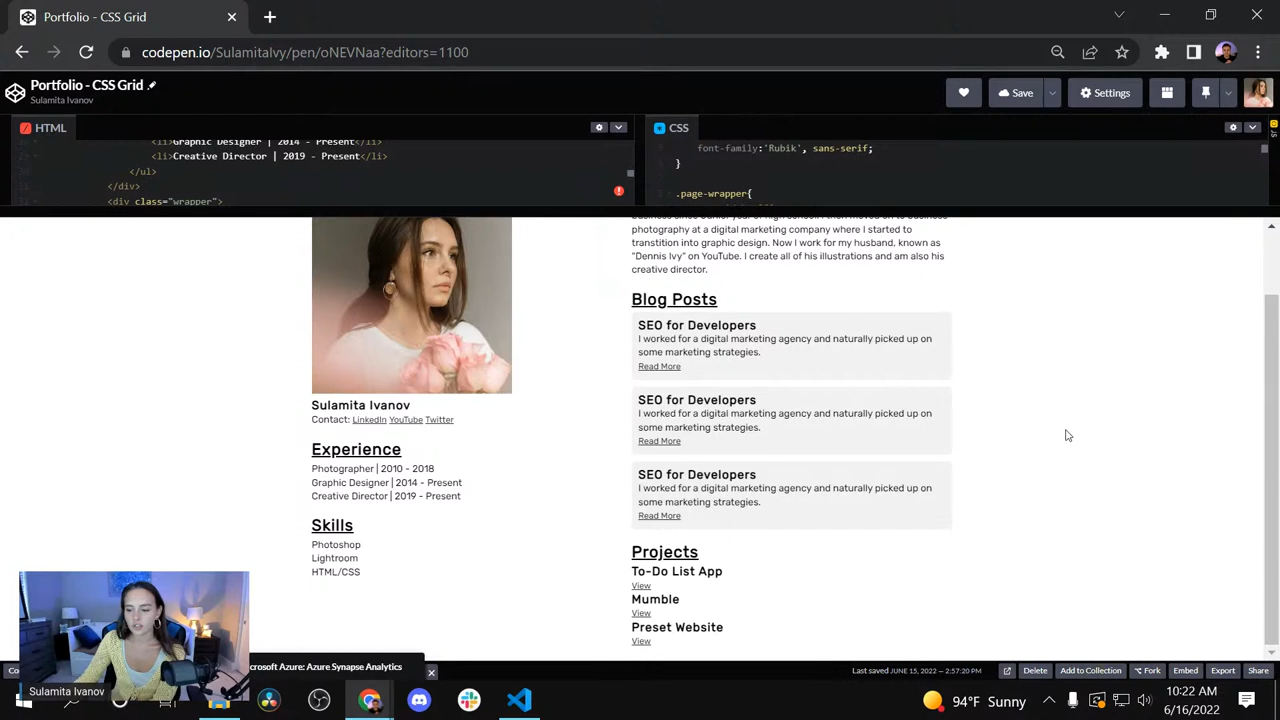 Portfolio - CSS Grid
codepen.io/SulamitaIvy/pen/oNEVNaa?editors=1100
Portfolio - CSS Grid
Sulamita Ivanov
Save
Settings
HTML
CSS
<li>Graphic Designer | 2014 - Present</li>
<li>Creative Director | 2019 - Present</li>
</ul>
</div>
<div class="wrapper">
font-family:'Rubik', sans-serif;
}
.page-wrapper{
JS
photography at a digital marketing company where I started to
transtition into graphic design. Now I work for my husband, known as
"Dennis Ivy" on YouTube. I create all of his illustrations and am also his
creative director.
Sulamita Ivanov
Contact: LinkedIn YouTube Twitter
Experience
Photographer | 2010 - 2018
Graphic Designer | 2014 - Present
Creative Director | 2019 - Present
Skills
Photoshop
Lightroom
HTML/CSS
Blog Posts
SEO for Developers
I worked for a digital marketing agency and naturally picked up on
some marketing strategies.
Read More
SEO for Developers
I worked for a digital marketing agency and naturally picked up on
some marketing strategies.
Read More
SEO for Developers
I worked for a digital marketing agency and naturally picked up on
some marketing strategies.
Read More
Projects
To-Do List App
View
Mumble
View
Preset Website
View
Sulamita Ivanov
Azure: Azure Synapse Analytics
Last saved JUNE 15, 2022 — 2:57:20 PM
Delete
Add to Collection
Fork
Embed
Export
Share
94°F Sunny
0:22 AM
6/16/2022